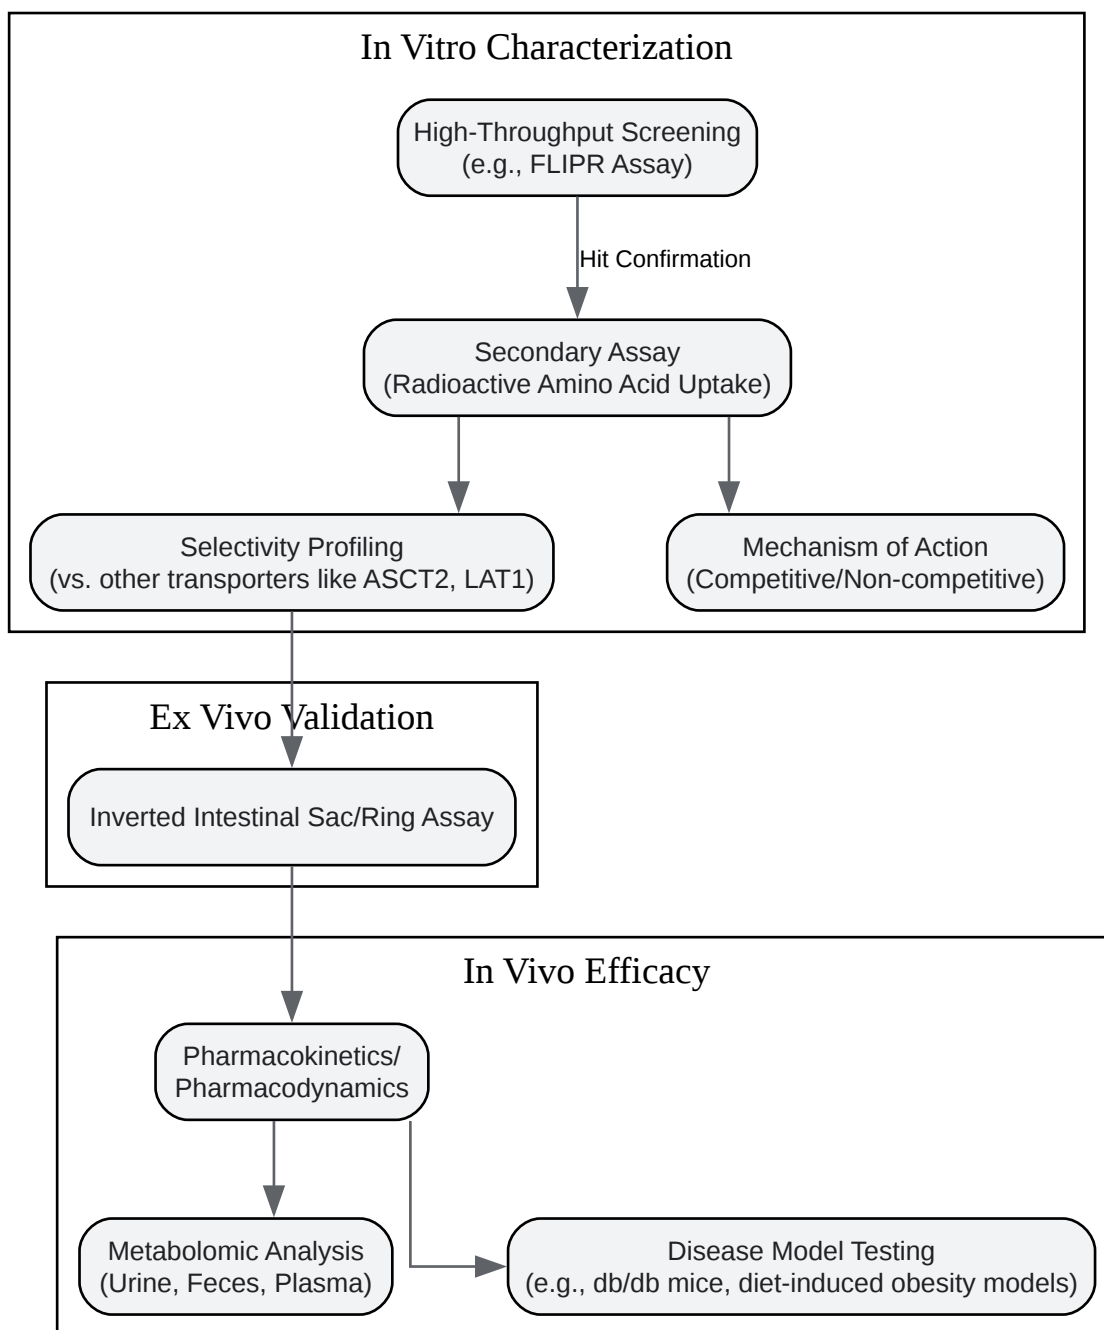 In Vitro Characterization
High-Throughput Screening
(e.g., FLIPR Assay)
Hit Confirmation
Secondary Assay
(Radioactive Amino Acid Uptake)
Selectivity Profiling
(vs. other transporters like ASCT2, LAT1)
Mechanism of Action
(Competitive/Non-competitive)
Ex Vivo Validation
Inverted Intestinal Sac/Ring Assay
In Vivo Efficacy
Pharmacokinetics/
Pharmacodynamics
Metabolomic Analysis
(Urine, Feces, Plasma)
Disease Model Testing
(e.g., db/db mice, diet-induced obesity models)